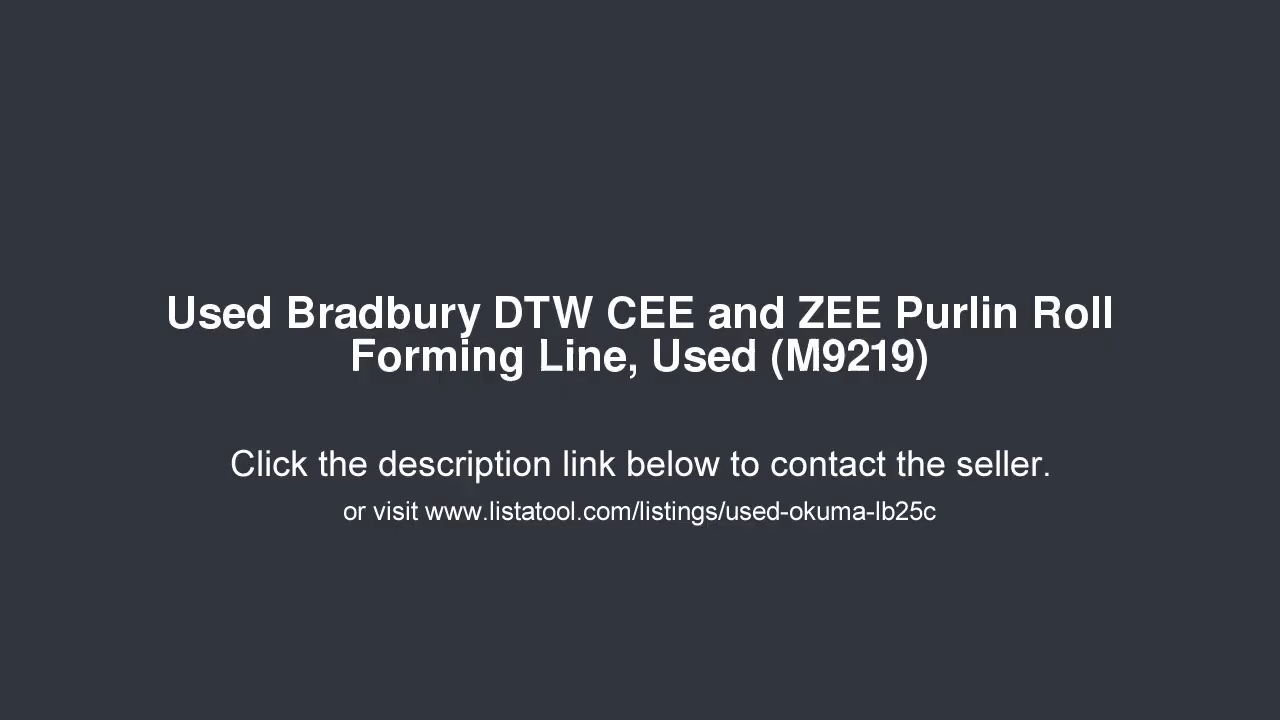 Used Bradbury DTW CEE and ZEE Purlin Roll
Forming Line, Used (M9219)
Click the description link below to contact the seller.
or visit www.listatool.com/listings/used-okuma-lb25c